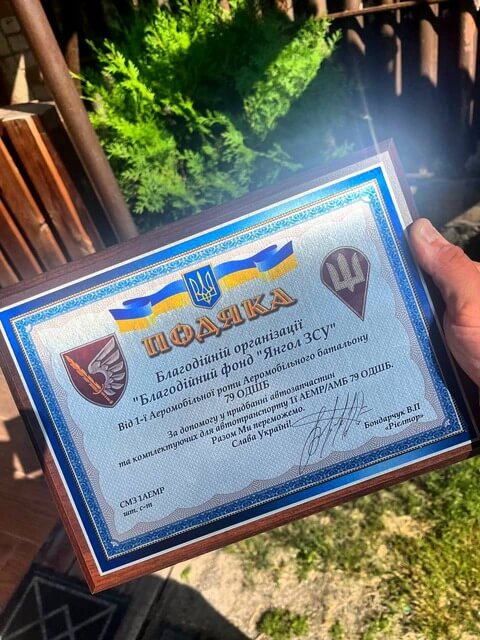 ПОДЯКА
Благодійній організації
"Благодійний фонд "Янгол ЗСУ"
Від 1-ї Аеромобільної роти Аеромобільного батальону
79 ОДШБ
За допомогу у придбанні автозапчастин
та комплектуючих для автотранспорту 1ї АЕМР/АМБ 79 ОДШБ.
Разом Ми переможемо.
Слава Україні!
Бондарчук В.П
«Рієлтор»
СМЗ 1АЕМР
шт. с-т